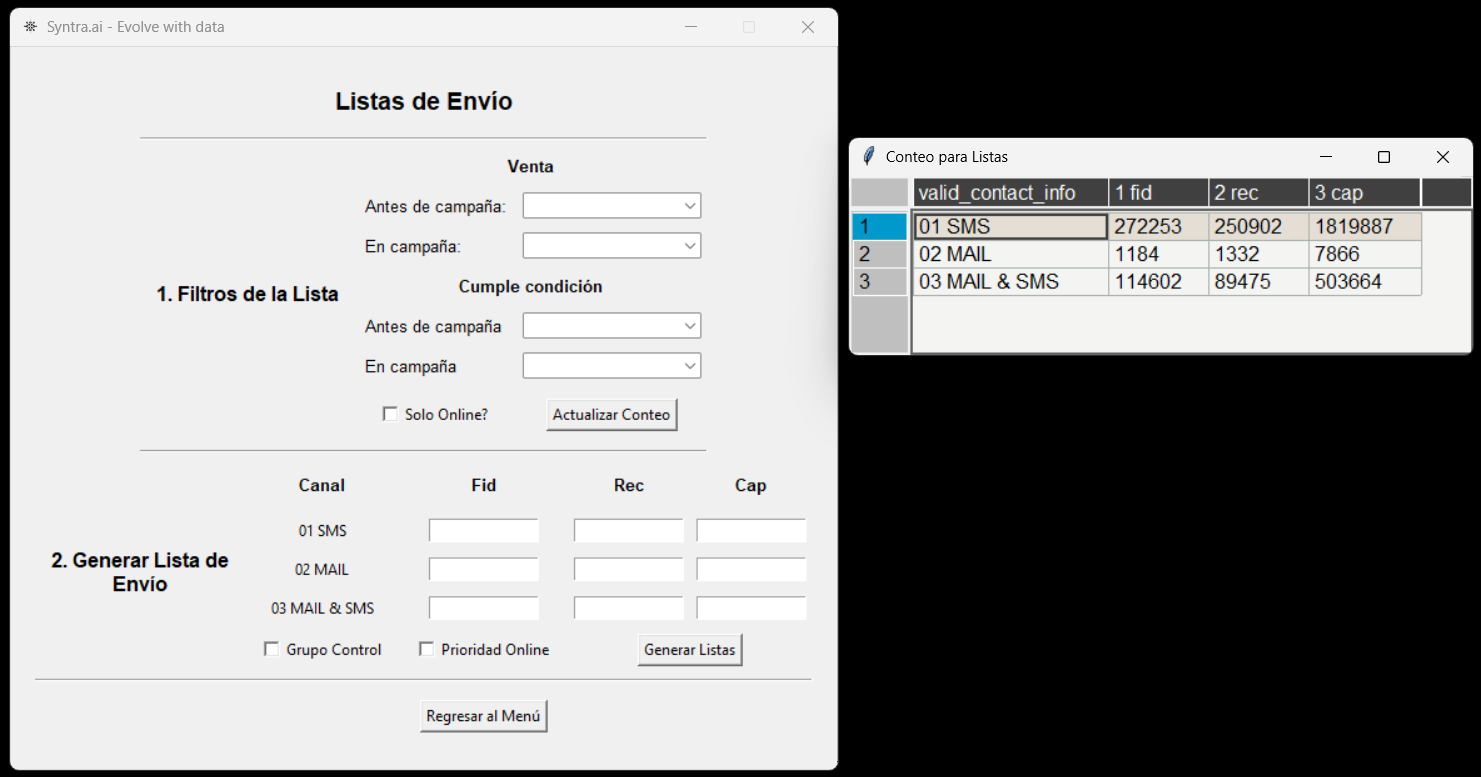 Syntra.ai - Evolve with data
Listas de Envío
Venta
Antes de campaña:
En campaña:
1. Filtros de la Lista
Cumple condición
Antes de campaña
En campaña
Solo Online?
Actualizar Conteo
Canal Fid Rec Cap
01 SMS
2. Generar Lista de
Envío
02 MAIL
03 MAIL & SMS
Grupo Control
Prioridad Online
Generar Listas
Regresar al Menú
Conteo para Listas
valid_contact_info 1 fid 2 rec 3 cap
1 01 SMS 272253 250902 1819887
2 02 MAIL 1184 1332 7866
3 03 MAIL & SMS 114602 89475 503664